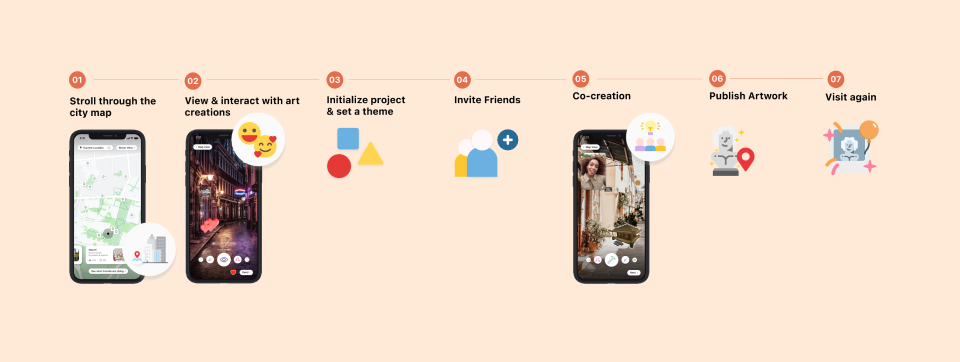 01
Stroll through the
city map
02
View & interact with art
creations
03
Initialize project
& set a theme
04
Invite Friends
05
Co-creation
06
Publish Artwork
07
Visit again